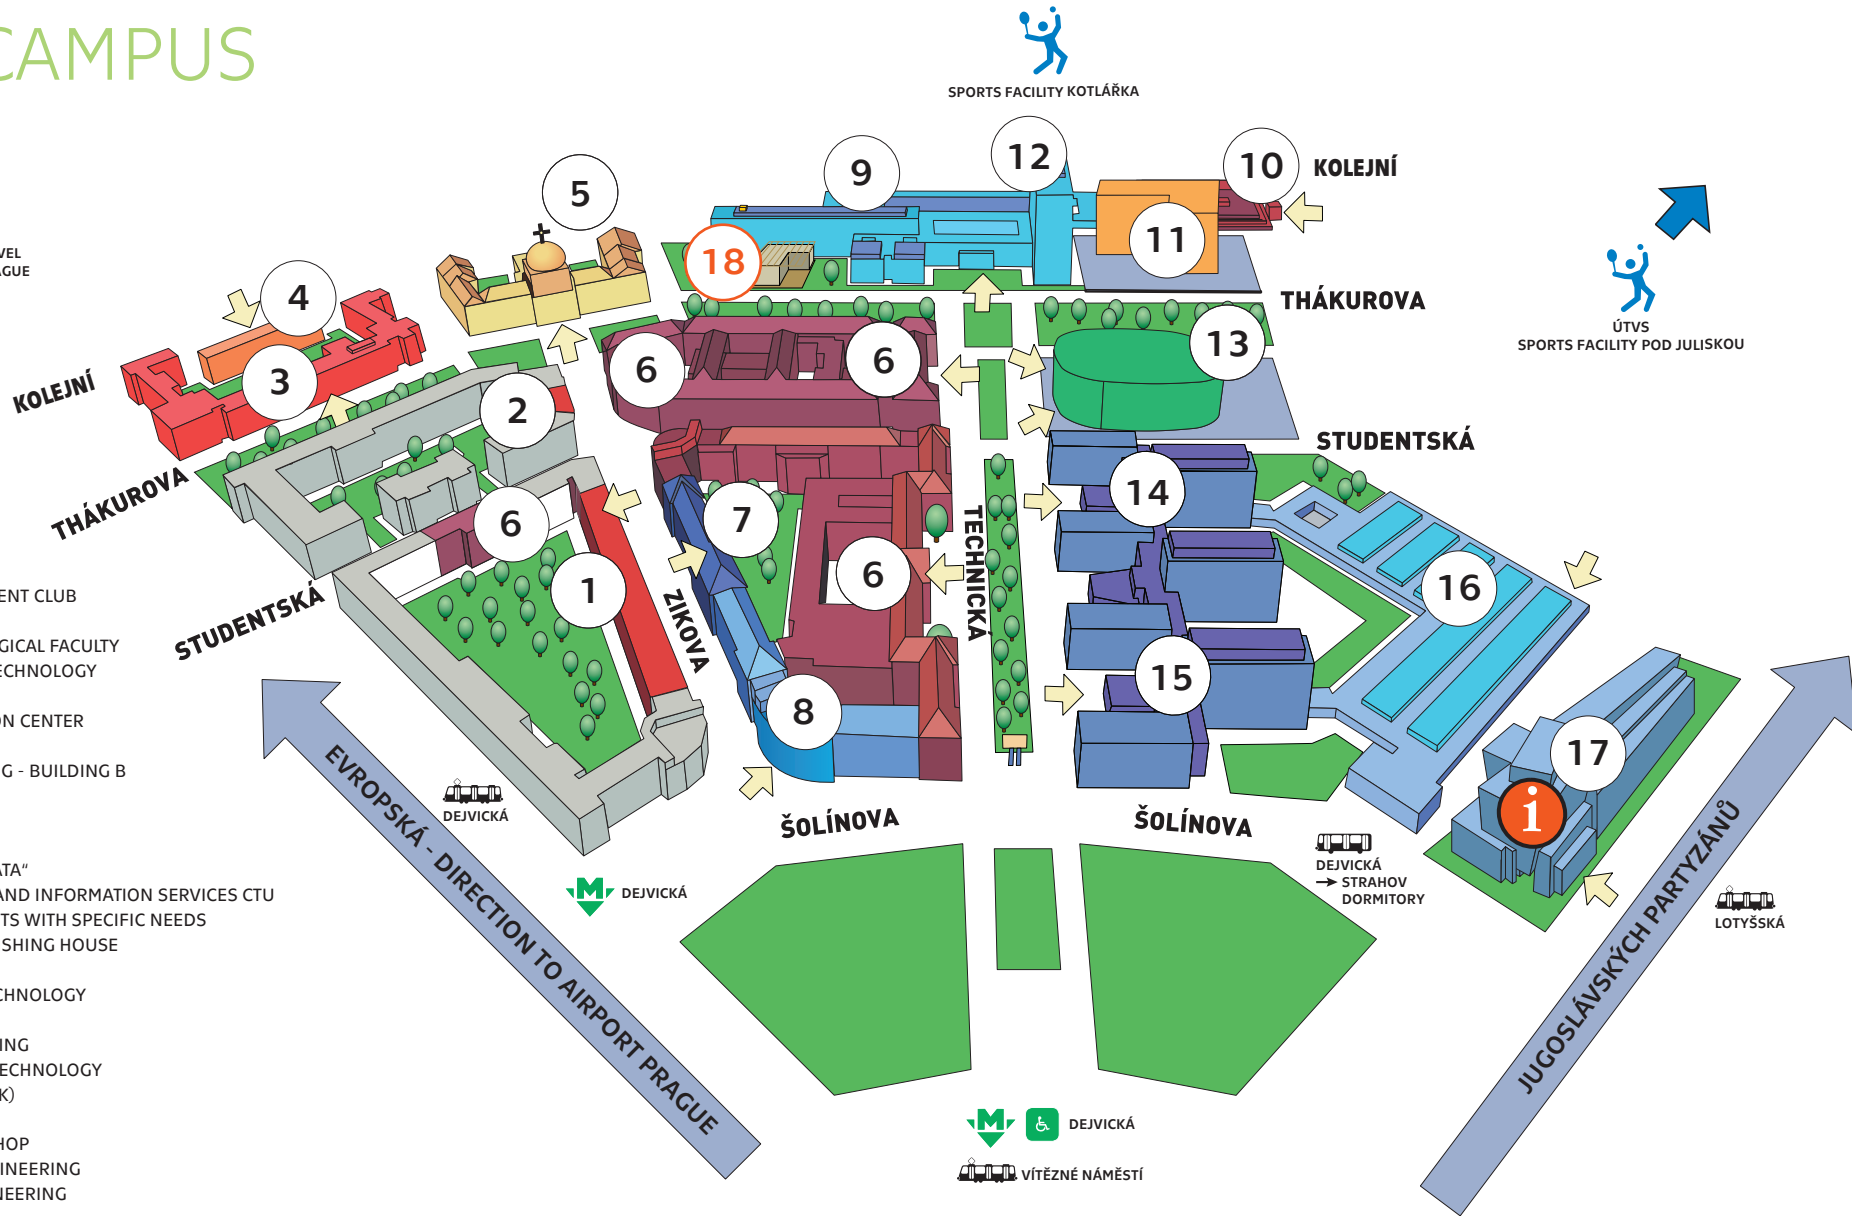 CAMPUS
SPORTS FACILITY KOTLÁŘKA
12
9
10
KOLEJNÍ
5
11
VEL
AGUE
18
4
THÁKUROVA
ÚTVS
SPORTS FACILITY POD JULISKOU
13
6
6
3
KOLEJNÍ
2
STUDENTSKÁ
THÁKUROVA
14
7
6
TECHNICKÁ
6
16
1
ENT CLUB
STUDENTSKÁ
ZIKOVA
GICAL FACULTY
ECHNOLOGY
15
8
ON CENTER
17
G - BUILDING B
i
DEJVICKÁ
ŠOLÍNOVA
ŠOLÍNOVA
EVROPSKÁ - DIRECTION TO AIRPORT PRAGUE
JUGOSLÁVSKÝCH PARTYZÁNŮ
DEJVICKÁ
→ STRAHOV
DORMITORY
ATA“
AND INFORMATION SERVICES CTU
TS WITH SPECIFIC NEEDS
SHING HOUSE
M DEJVICKÁ
LOTYŠSKÁ
CHNOLOGY
ING
ECHNOLOGY
K)
M DEJVICKÁ
HOP
INEERING
NEERING
VÍTĚZNÉ NÁMĚSTÍ